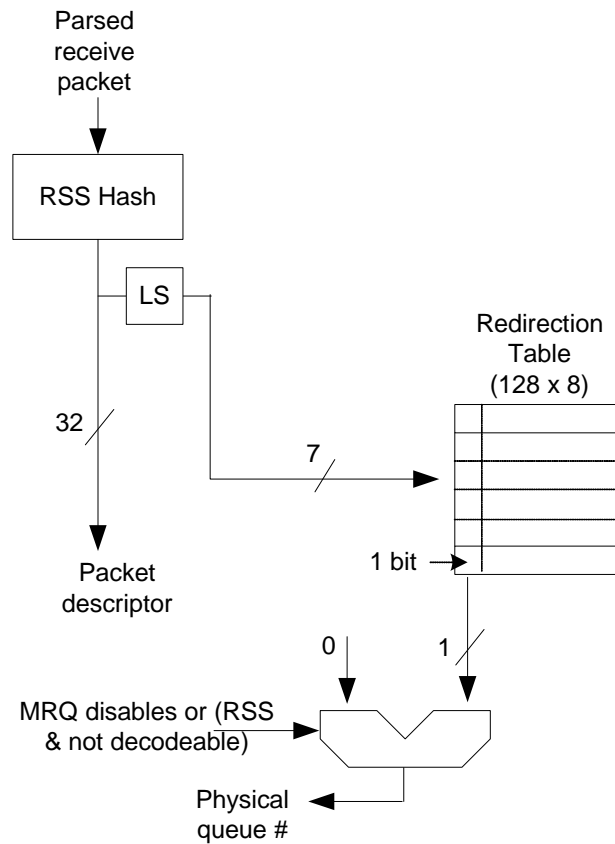 Parsed
receive
packet
RSS Hash
LS
Redirection
Table
(128 x 8)
32
7
Packet
descriptor
1 bit
0
1
MRQ disables or (RSS
& not decodeable)
Physical
queue #